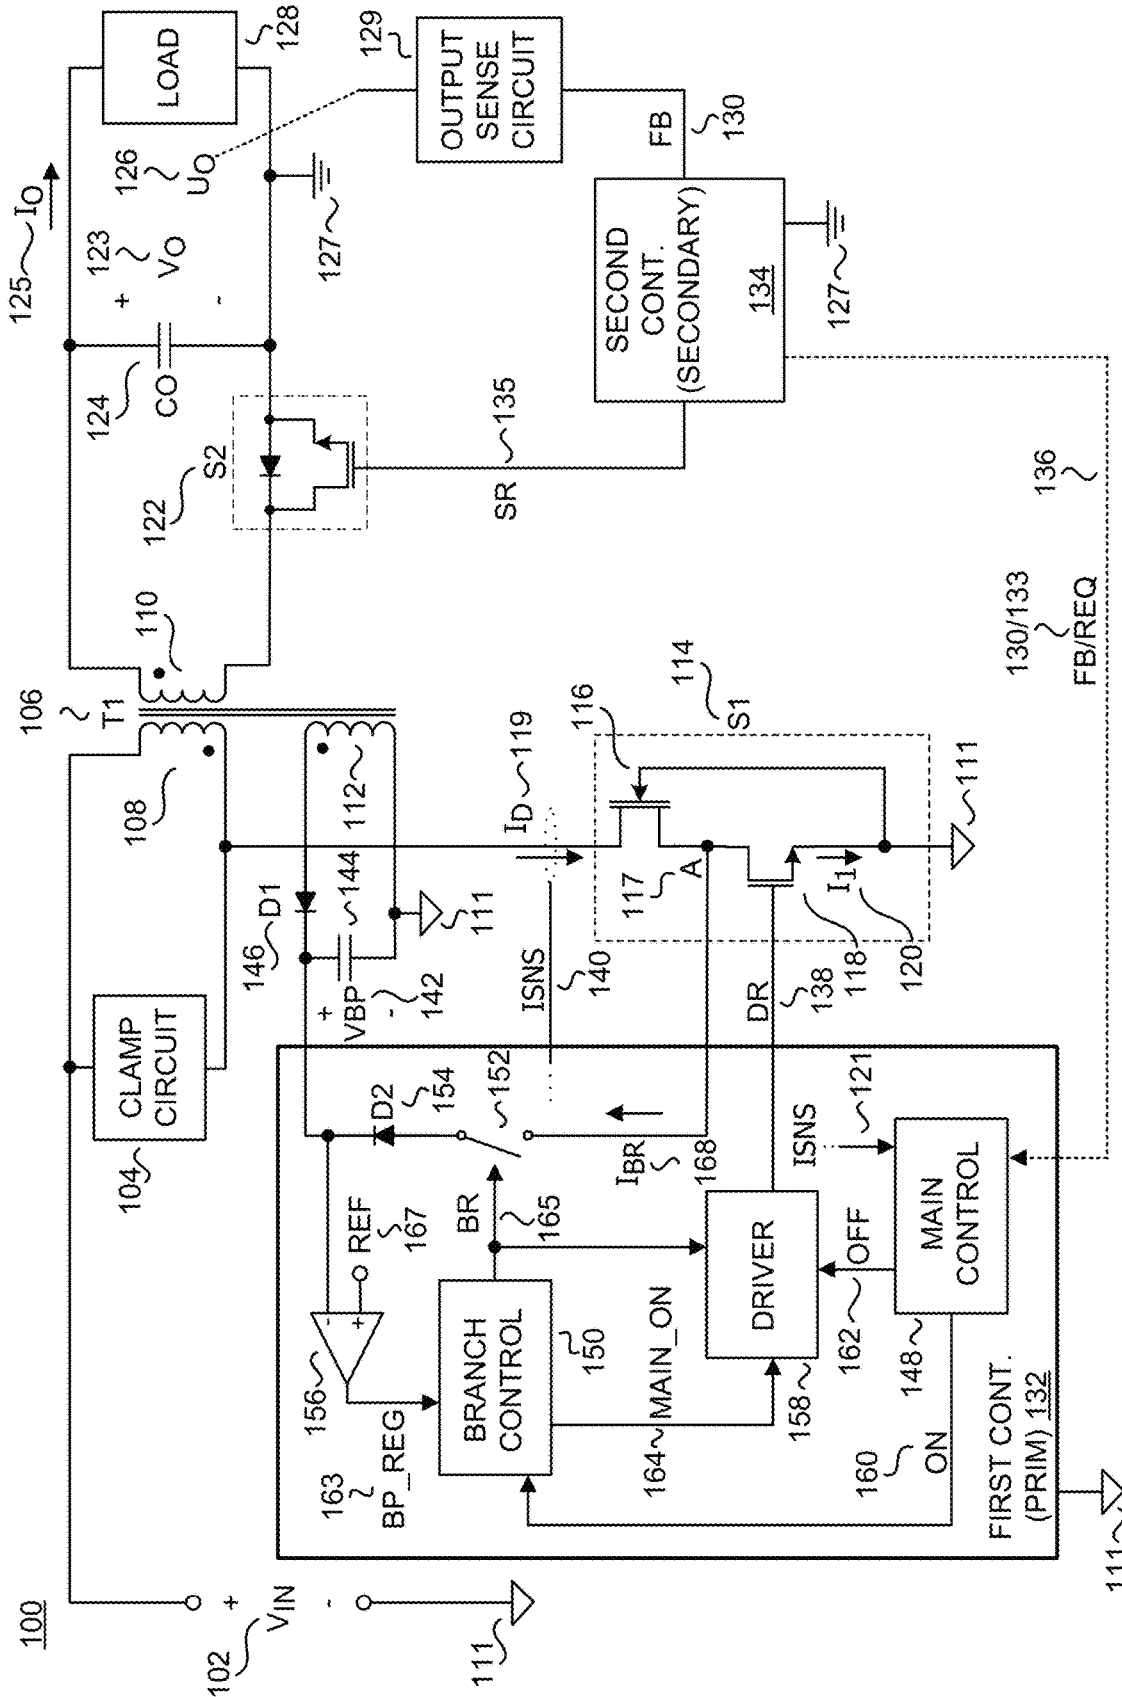 100
102
VIN
+
-
111
104
CLAMP
CIRCUIT
106
T1
108
110
112
125
IO
124
CO
+
-
123
VO
126
UO
127
LOAD
128
122
S2
129
OUTPUT
SENSE
CIRCUIT
FB
130
SECOND
CONT.
(SECONDARY)
134
127
SR
135
136
130/133
FB/REQ
146
D1
144
+
VBP
-
142
111
ID
119
ISNS
140
114
S1
116
117
A
118
I1
120
111
DR
138
D2
154
152
IBR
168
REF
167
-
+
156
BP_REG
163
BRANCH
CONTROL
150
BR
165
164
MAIN_ON
DRIVER
158
162
OFF
ISNS
121
MAIN
CONTROL
148
160
ON
FIRST CONT.
(PRIM) 132
111